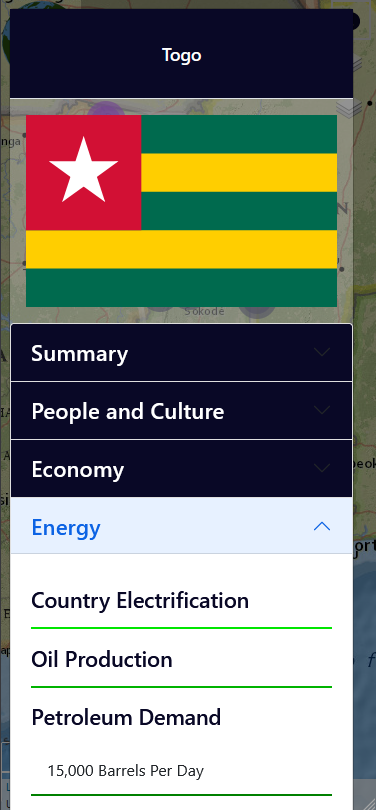 Togo
nga
N
Sokode
Summary
People and Culture
Economy
Energy
Country Electrification
Oil Production
Petroleum Demand
15,000 Barrels Per Day